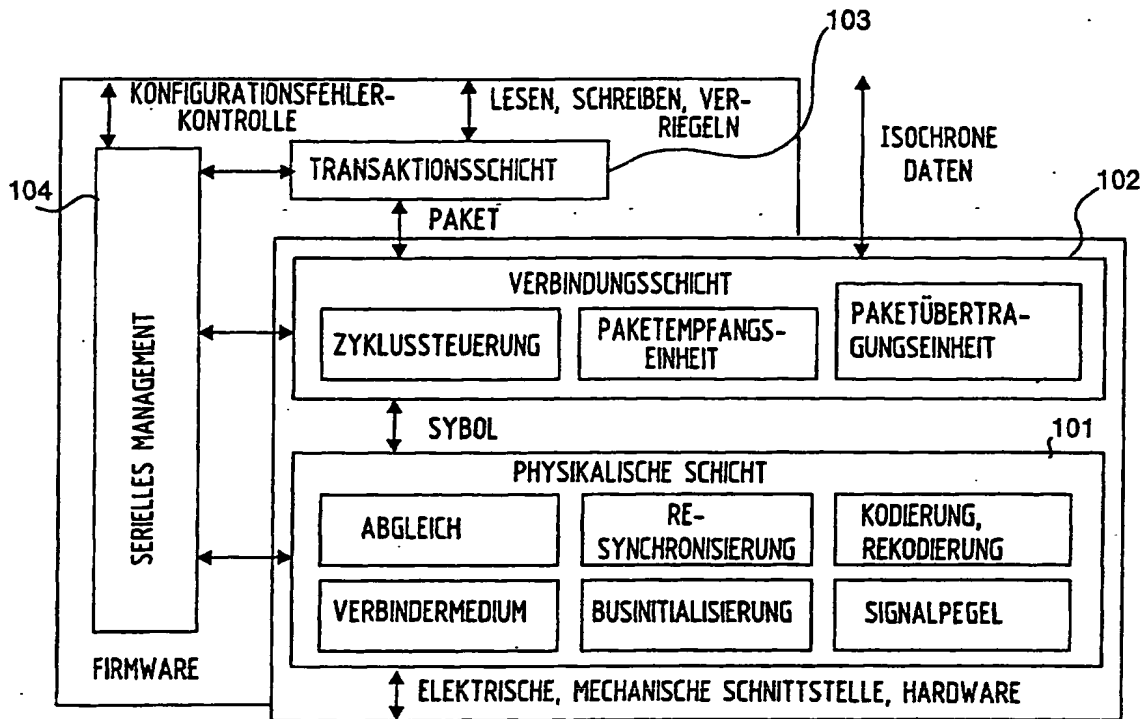 103
KONFIGURATIONSFEHLER-
KONTROLLE
LESEN, SCHREIBEN, VER-
RIEGELN
ISOCHRONE
DATEN
104
TRANSAKTIONSSCHICHT
102
PAKET
VERBINDUNGSSCHICHT
ZYKLUSSTEUERUNG
PAKETEMPFANGS-
EINHEIT
PAKETÜBERTRA-
GUNGSEINHEIT
SERIELLES MANAGEMENT
SYBOL
101
PHYSIKALISCHE SCHICHT
ABGLEICH
RE-
SYNCHRONISIERUNG
KODIERUNG,
REKODIERUNG
VERBINDERMEDIUM
BUSINITIALISIERUNG
SIGNALPEGEL
FIRMWARE
ELEKTRISCHE, MECHANISCHE SCHNITTSTELLE, HARDWARE